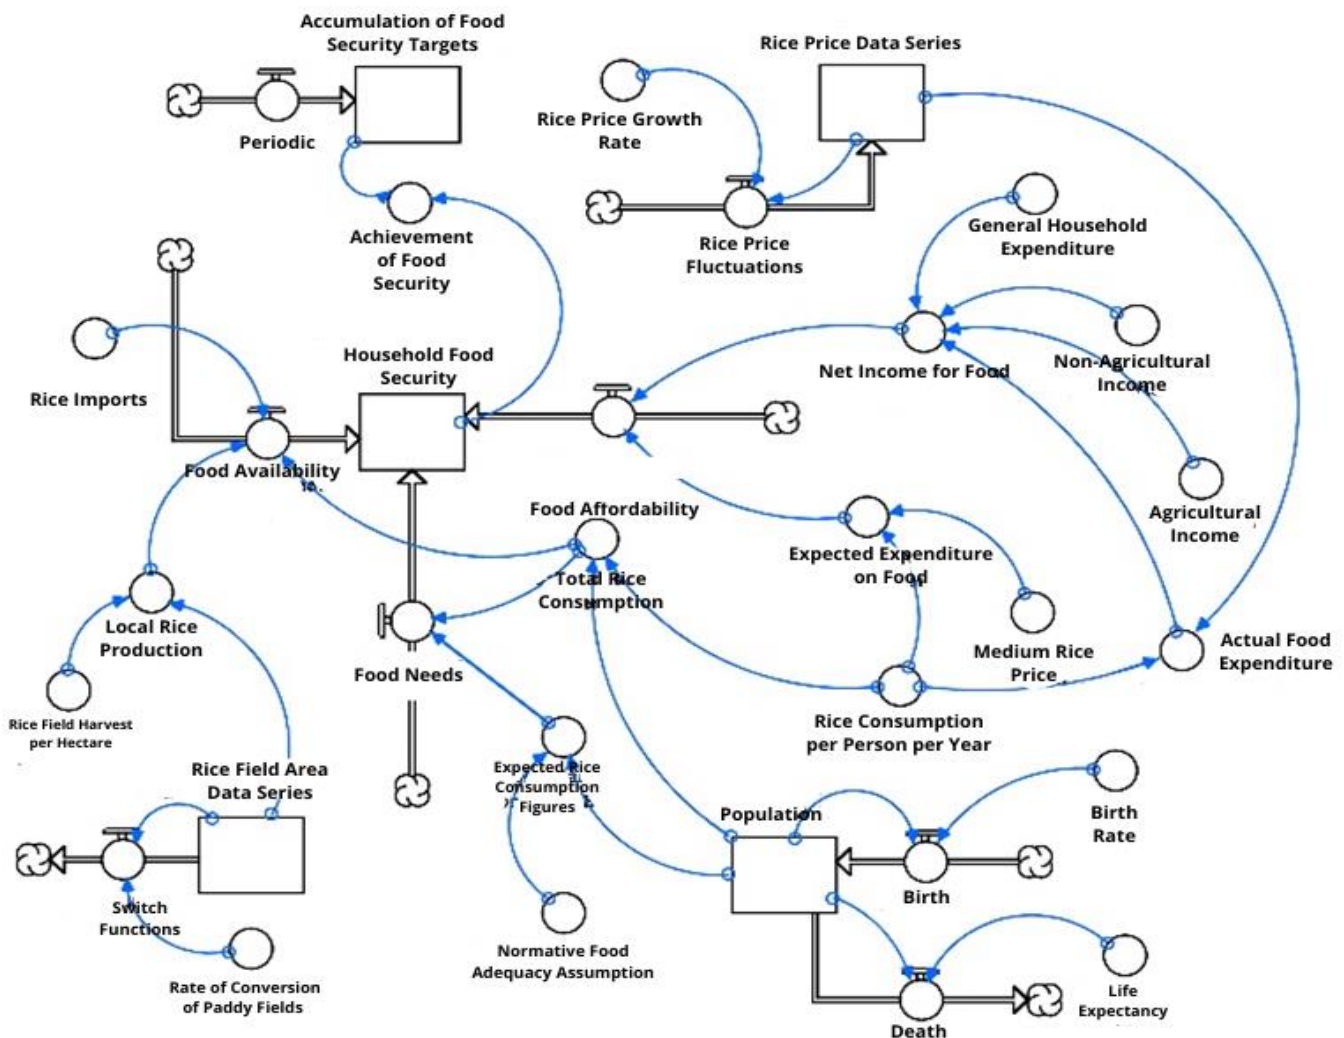 Accumulation of Food
Security Targets
Rice Price Data Series
Rice Price Growth
Rate
Periodic
Achievement
of Food
Security
Rice Price
Fluctuations
General Household
Expenditure
Household Food
Security
Net Income for Food
Non-Agricultural
Income
Rice Imports
Food Availability
Food Affordability
Agricultural
Income
Expected Expenditure
on Food
Total Rice
Consumption
Local Rice
Production
Food Needs
Medium Rice
Price
Actual Food
Expenditure
Rice Field Harvest
per Hectare
Rice Consumption
per Person per Year
Rice Field Area
Data Series
Expected Rice
Consumption
Figures
Population
Birth
Rate
Switch
Functions
Birth
Normative Food
Adequacy Assumption
Rate of Conversion
of Paddy Fields
Life
Expectancy
Death